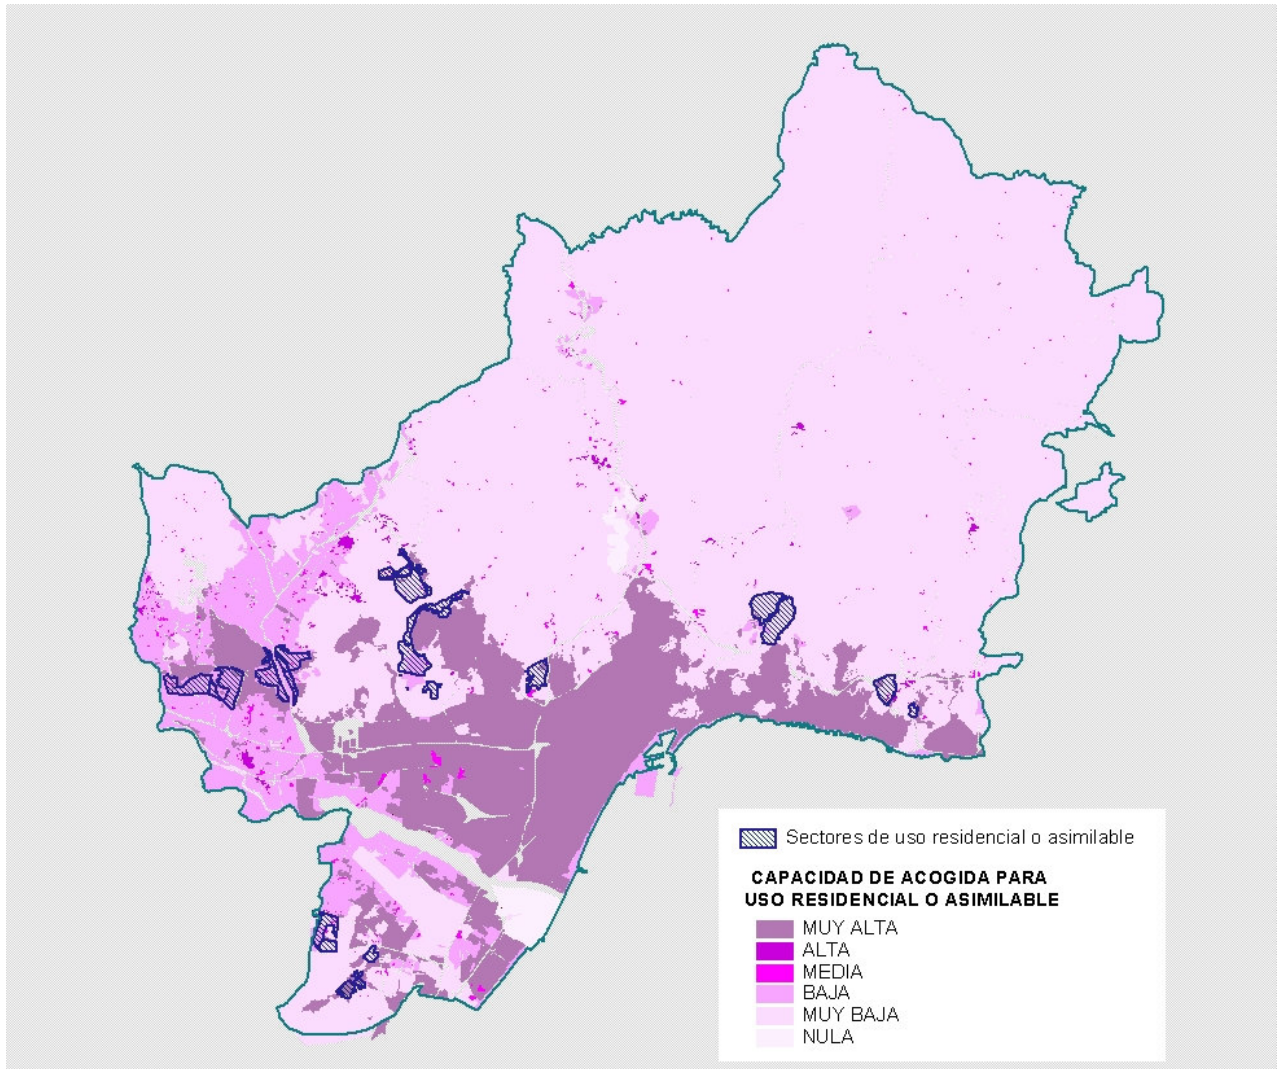 Sectores de uso residencial o asimilable
CAPACIDAD DE ACOGIDA PARA
USO RESIDENCIAL O ASIMILABLE
MUY ALTA
ALTA
MEDIA
BAJA
MUY BAJA
NULA